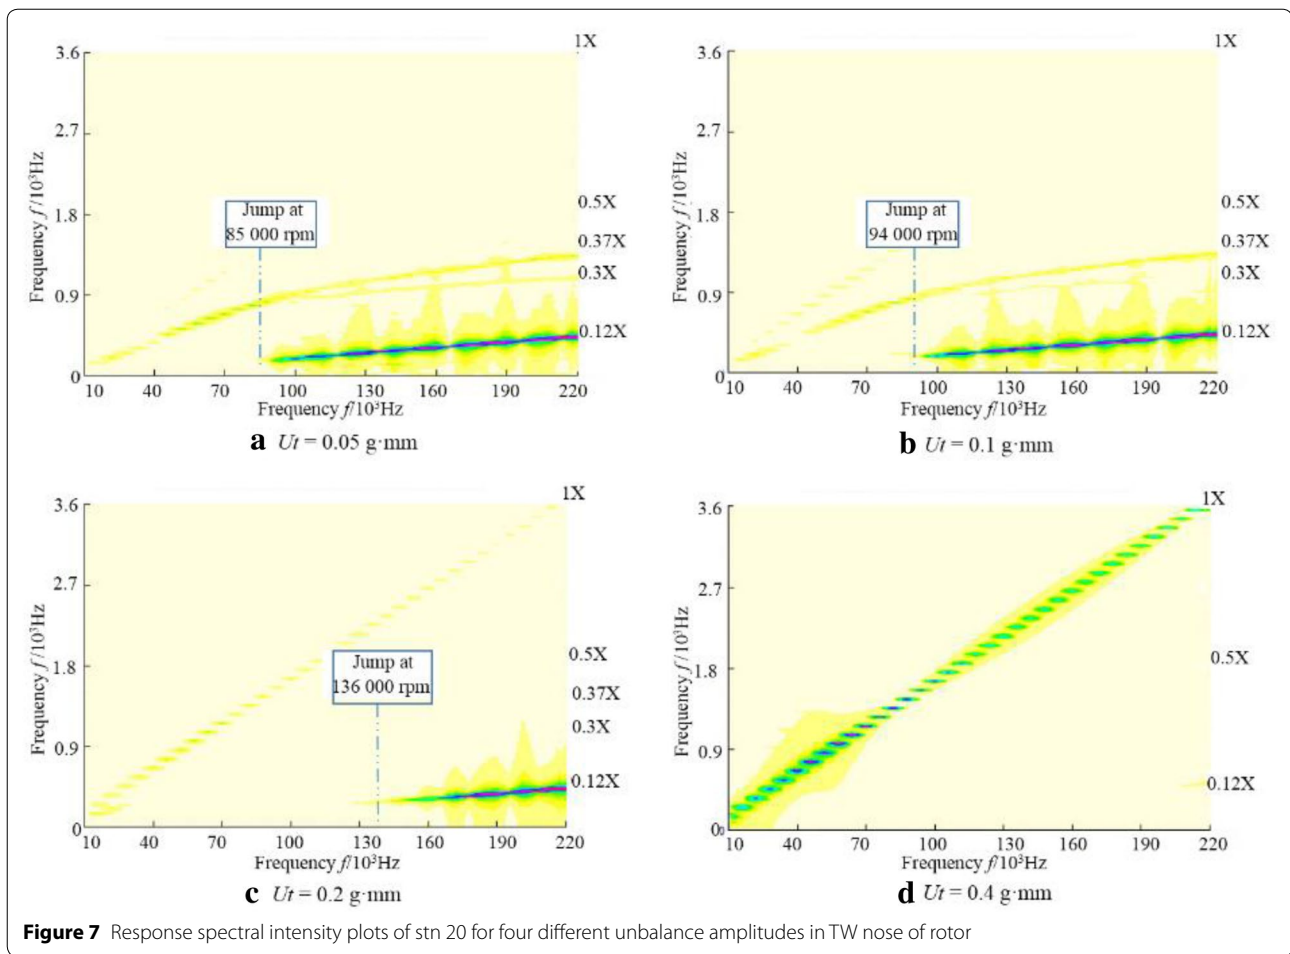 1X
3.6
2.7
1.8
0.9
0
Frequency f/10³Hz
Jump at
85 000 rpm
0.5X
0.37X
0.3X
0.12X
10 40 70 100 130 160 190 220
Frequency f/10³Hz
a Ut = 0.05 g·mm
1X
3.6
2.7
1.8
0.9
0
Frequency f/10³Hz
Jump at
94 000 rpm
0.5X
0.37X
0.3X
0.12X
10 40 70 100 130 160 190 220
Frequency f/10³Hz
b Ut = 0.1 g·mm
1X
3.6
2.7
1.8
0.9
0
Frequency f/10³Hz
Jump at
136 000 rpm
0.5X
0.37X
0.3X
0.12X
10 40 70 100 130 160 190 220
Frequency f/10³Hz
c Ut = 0.2 g·mm
1X
3.6
2.7
1.8
0.9
0
Frequency f/10³Hz
0.5X
0.12X
10 40 70 100 130 160 190 220
Frequency f/10³Hz
d Ut = 0.4 g·mm
Figure 7 Response spectral intensity plots of stn 20 for four different unbalance amplitudes in TW nose of rotor